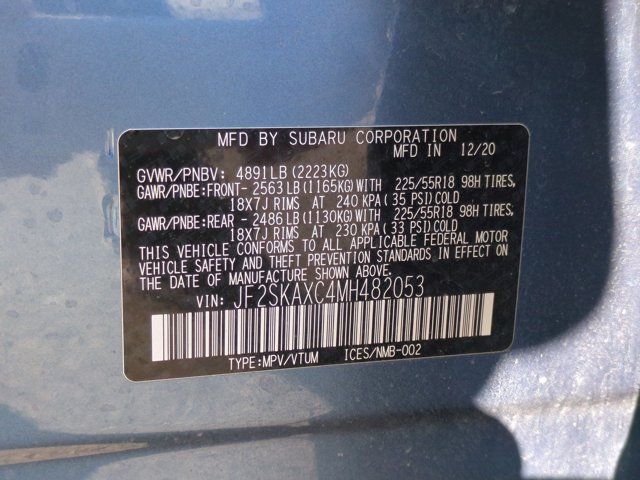 MFD BY SUBARU CORPORATION
MFD IN 12/20
GVWR/PNBV: 4891LB (2223KG)
GAWR/PNBE:FRONT- 2563 LB (1165KG)WITH 225/55R18 98H TIRES,
18X7J RIMS AT 240 KPA (35 PSI)COLD
GAWR/PNBE:REAR - 2486 LB (1130KG)WITH 225/55R18 98H TIRES,
18X7J RIMS AT 230 KPA (33 PSI)COLD
THIS VEHICLE CONFORMS TO ALL APPLICABLE FEDERAL MOTOR
VEHICLE SAFETY AND THEFT PREVENTION STANDARDS IN EFFECT ON
THE DATE OF MANUFACTURE SHOWN ABOVE.
VIN: JF2SKAXC4MH482053
TYPE:MPV/VTUM ICES/NMB-002